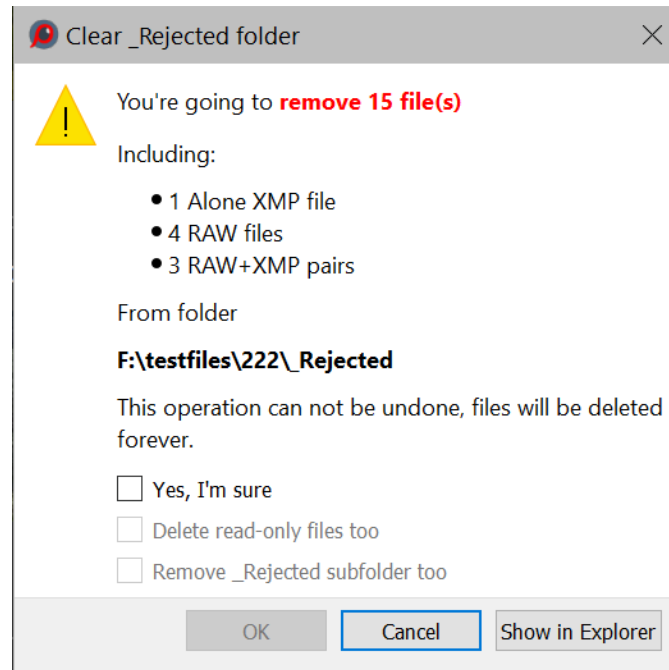 Clear _Rejected folder
You're going to remove 15 file(s)
Including:
• 1 Alone XMP file
• 4 RAW files
• 3 RAW+XMP pairs
From folder
F:\testfiles\222\_Rejected
This operation can not be undone, files will be deleted
forever.
Yes, I'm sure
Delete read-only files too
Remove _Rejected subfolder too
OK
Cancel
Show in Explorer